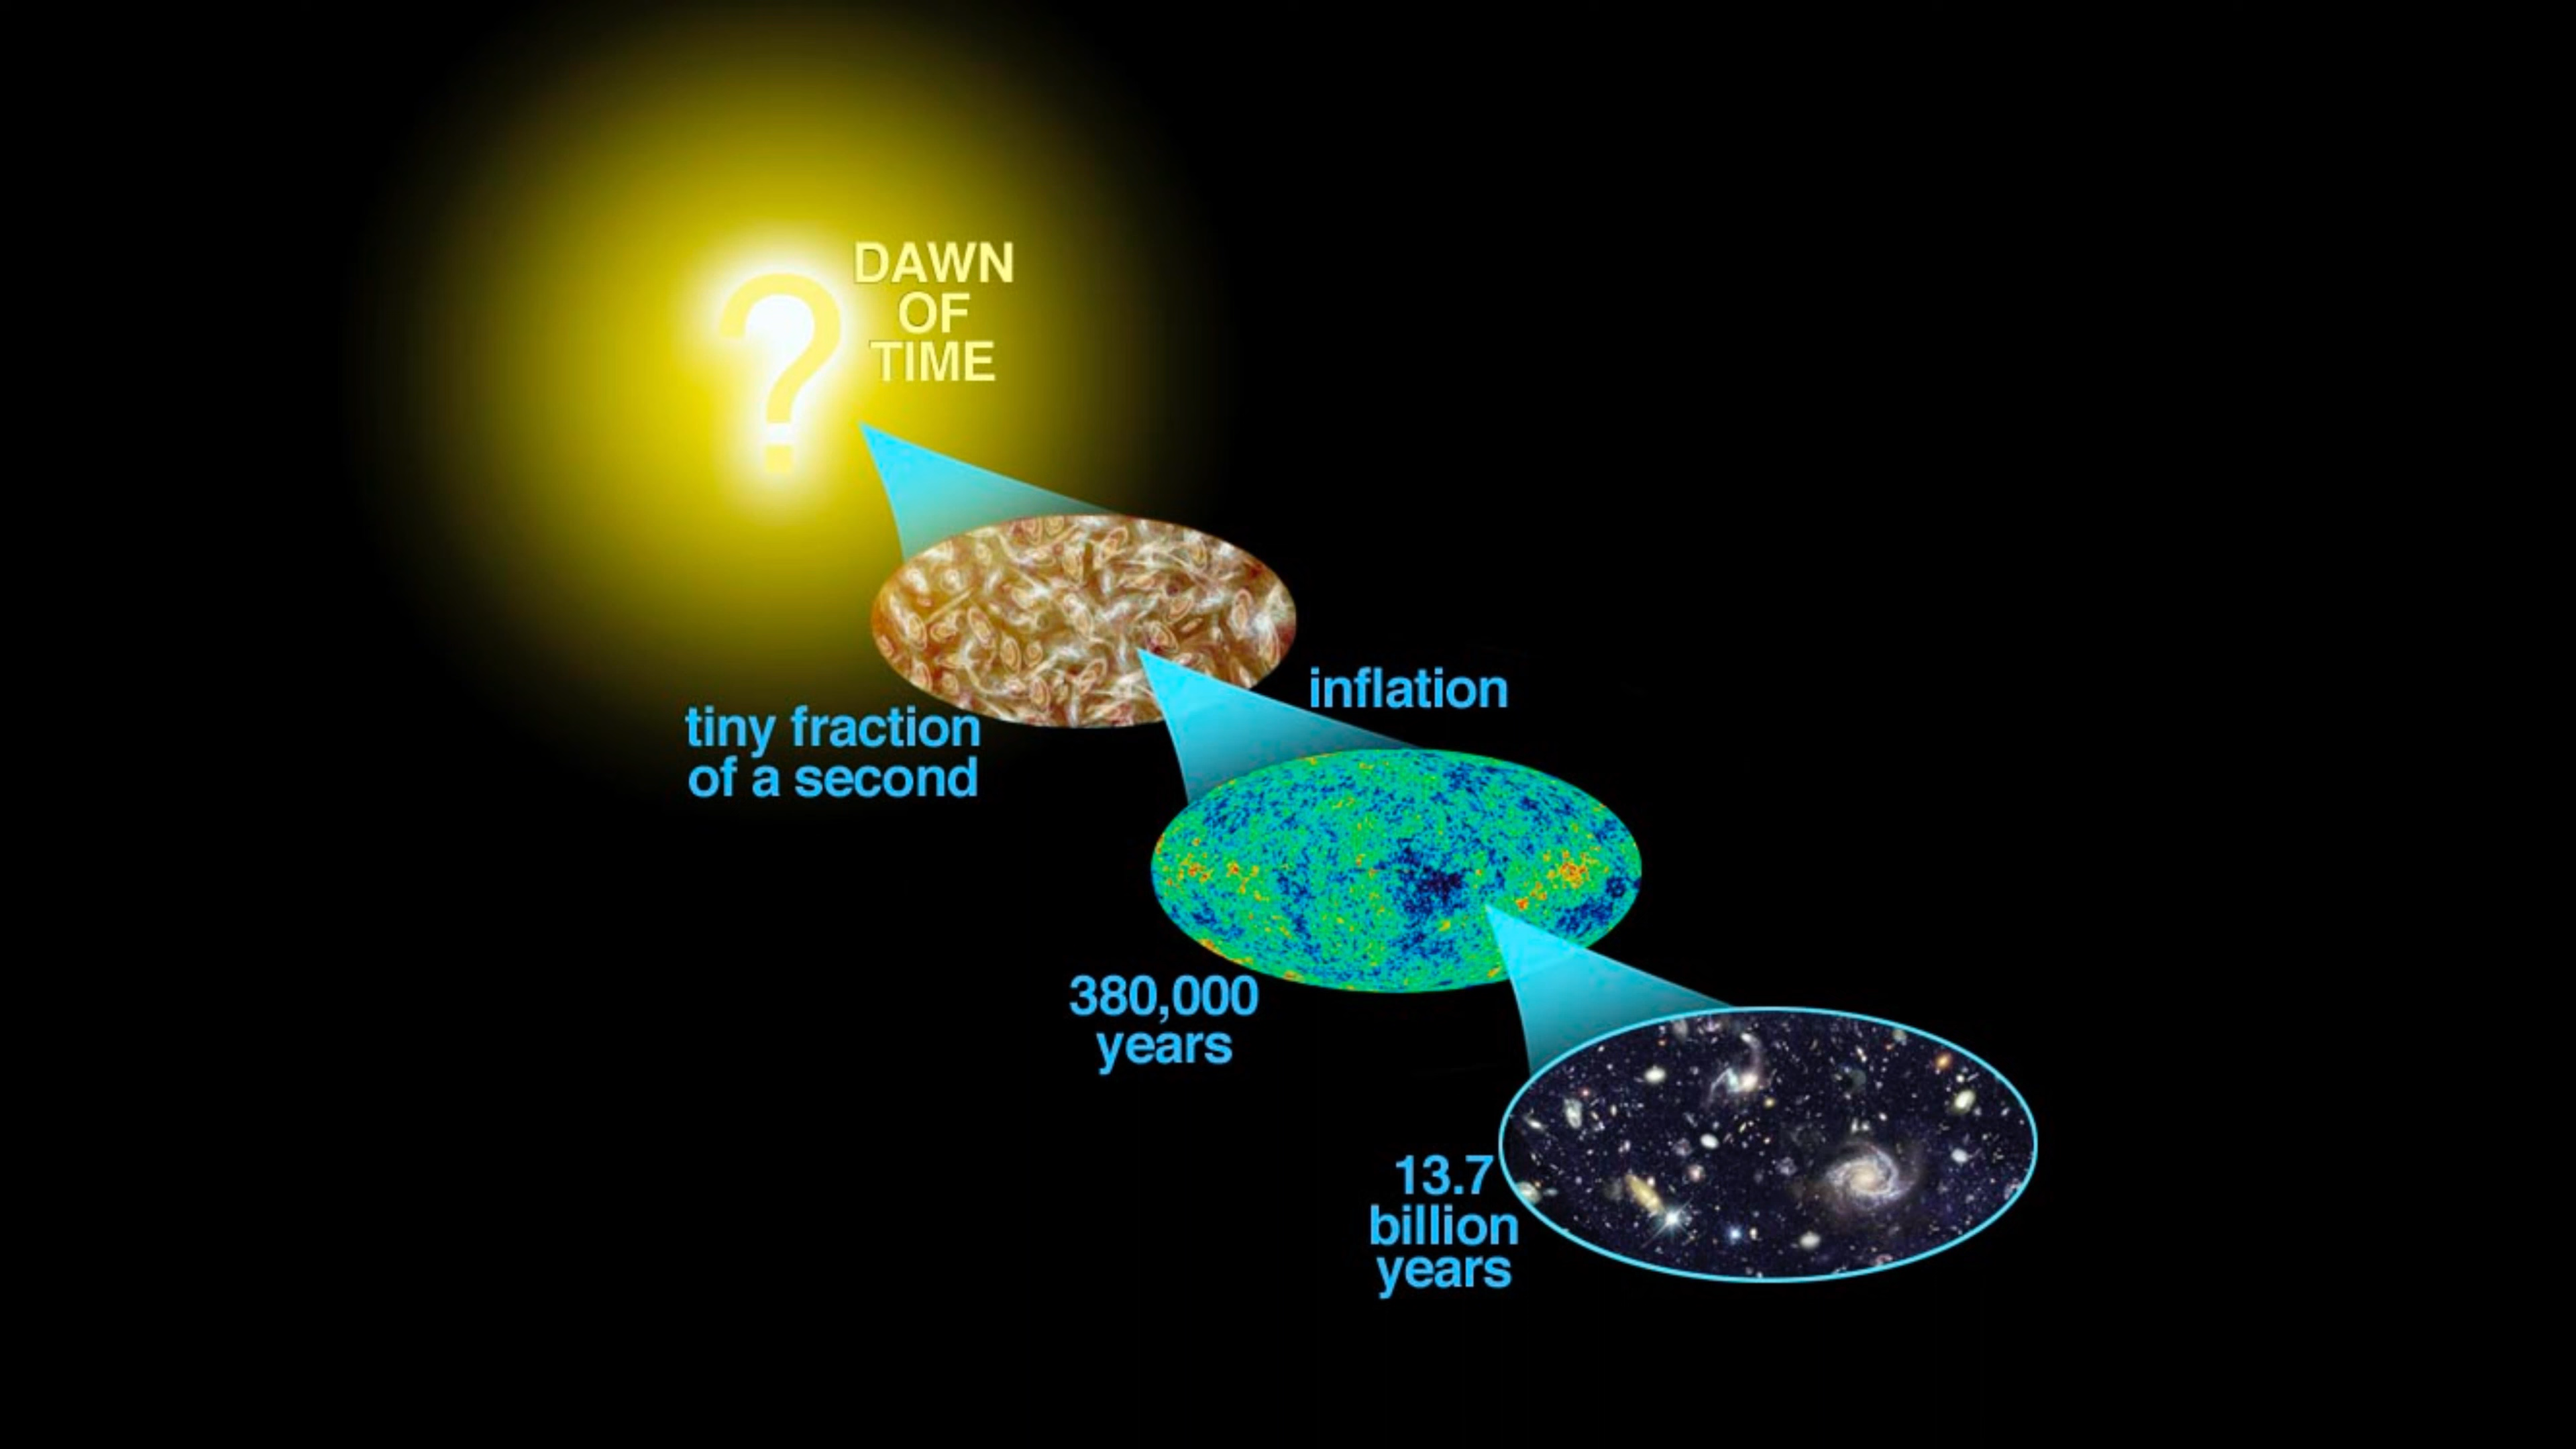 ?
DAWN
OF
TIME
inflation
tiny fraction
of a second
380,000
years
13.7
billion
years